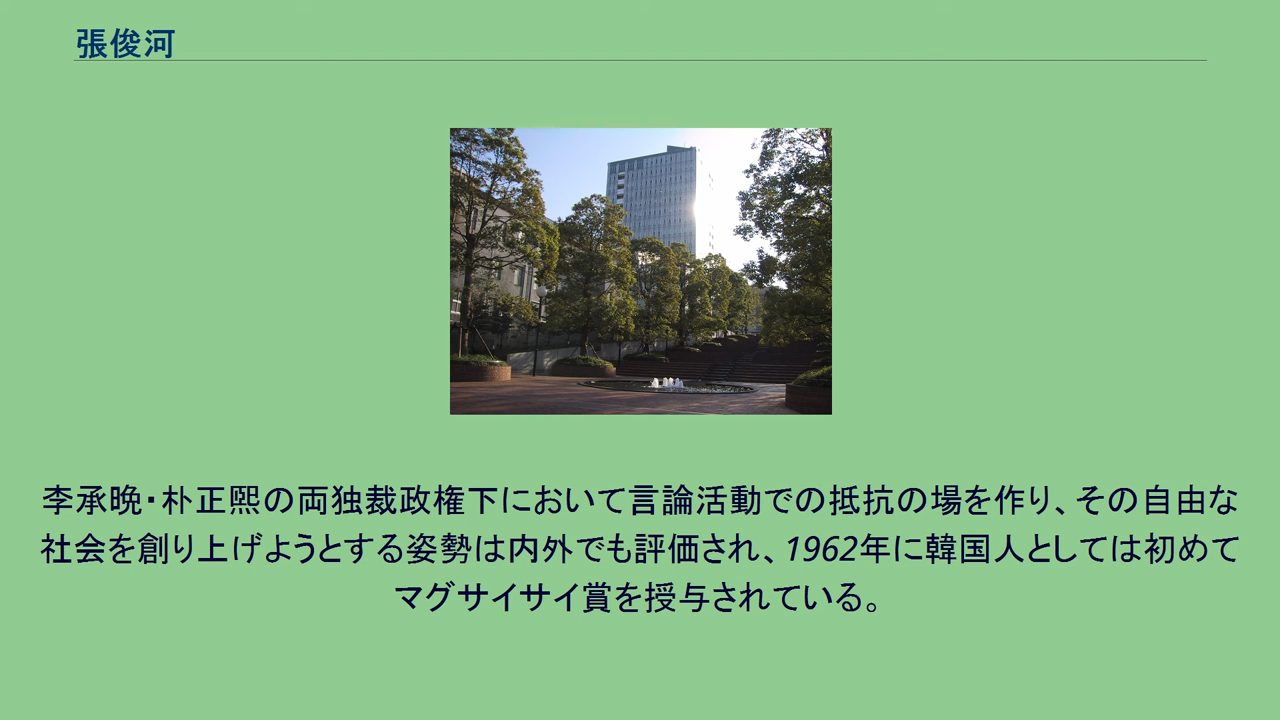 張俊河
李承晩・朴正熙の両独裁政権下において言論活動での抵抗の場を作り、その自由な
社会を創り上げようとする姿勢は内外でも評価され、1962年に韓国人としては初めて
マグサイサイ賞を授与されている。